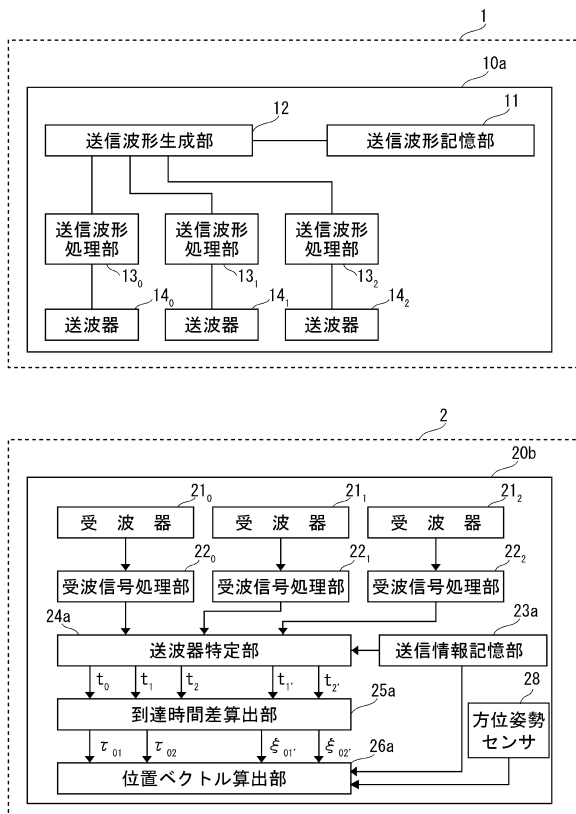 1
10a
12
11
送信波形生成部
送信波形記憶部
送信波形
処理部
送信波形
処理部
送信波形
処理部
13₀
13₁
13₂
14₀
14₁
14₂
送波器
送波器
送波器
2
20b
21₀
21₁
21₂
受 波 器
受 波 器
受 波 器
22₀
22₁
22₂
受波信号処理部
受波信号処理部
受波信号処理部
24a
23a
送波器特定部
送信情報記憶部
t₀
t₁
t₂
t₁'
t₂'
25a
28
到達時間差算出部
方位姿勢
センサ
τ₀₁
τ₀₂
ξ₀₁'
ξ₀₂'
26a
位置ベクトル算出部